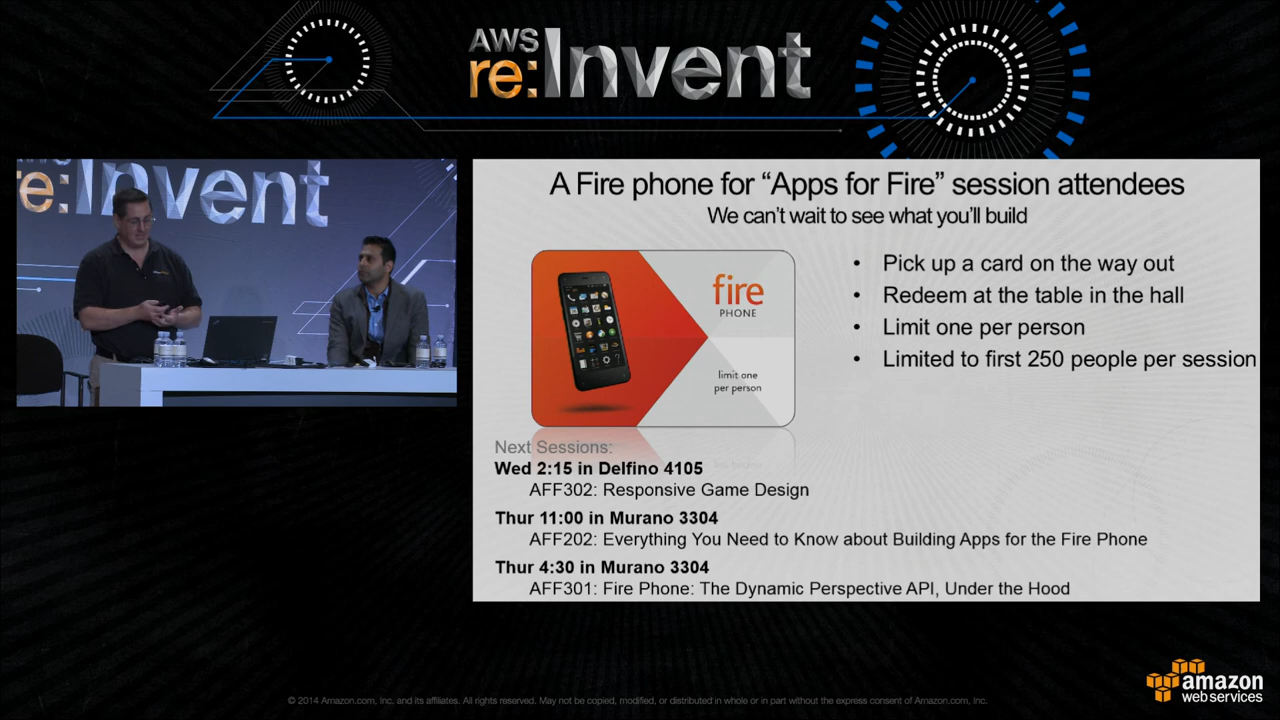 AWS
re:Invent
re:Invent
A Fire phone for “Apps for Fire” session attendees
We can’t wait to see what you’ll build
fire
PHONE
limit one
per person
• Pick up a card on the way out
• Redeem at the table in the hall
• Limit one per person
• Limited to first 250 people per session
Next Sessions:
Wed 2:15 in Delfino 4105
AFF302: Responsive Game Design
Thur 11:00 in Murano 3304
AFF202: Everything You Need to Know about Building Apps for the Fire Phone
Thur 4:30 in Murano 3304
AFF301: Fire Phone: The Dynamic Perspective API, Under the Hood
amazon
web services
© 2014 Amazon.com, Inc. and its affiliates. All rights reserved. May not be copied, modified, or distributed in whole or in part without the express consent of Amazon.com, Inc.